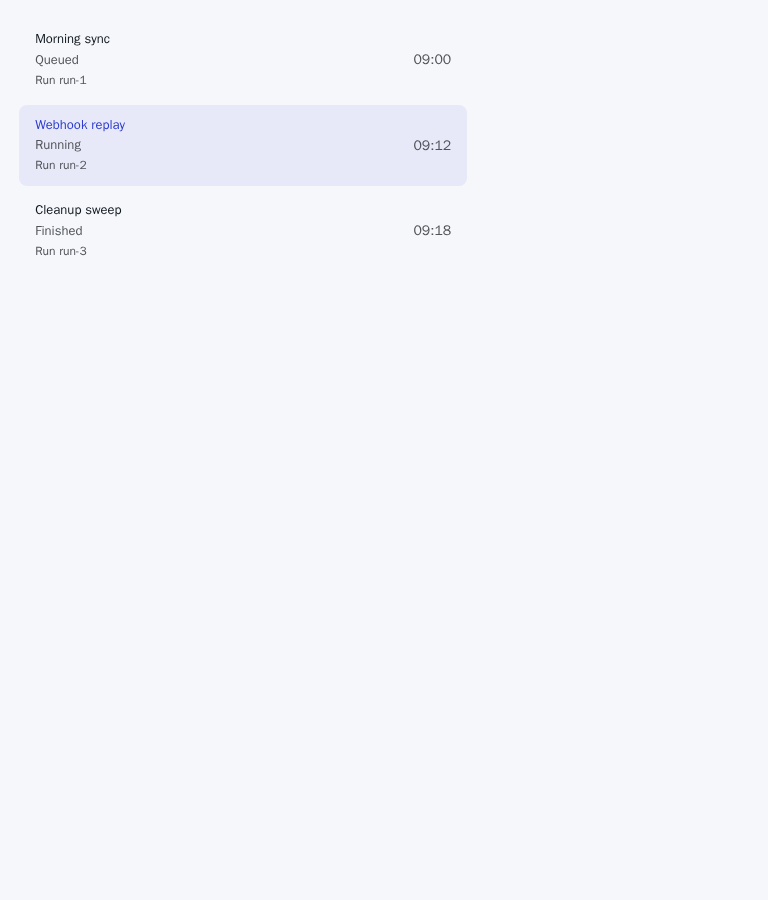 Morning sync
Queued
09:00
Run run-1
Webhook replay
Running
09:12
Run run-2
Cleanup sweep
Finished
09:18
Run run-3